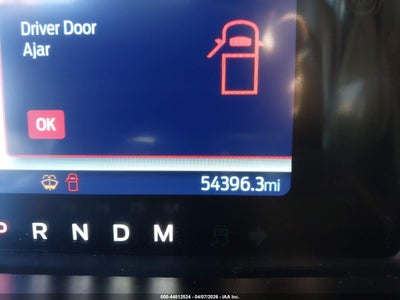 Driver Door
Ajar
OK
54396.3mi
P R N D M
000-44812524 - 04/07/2026 - IAA Inc.